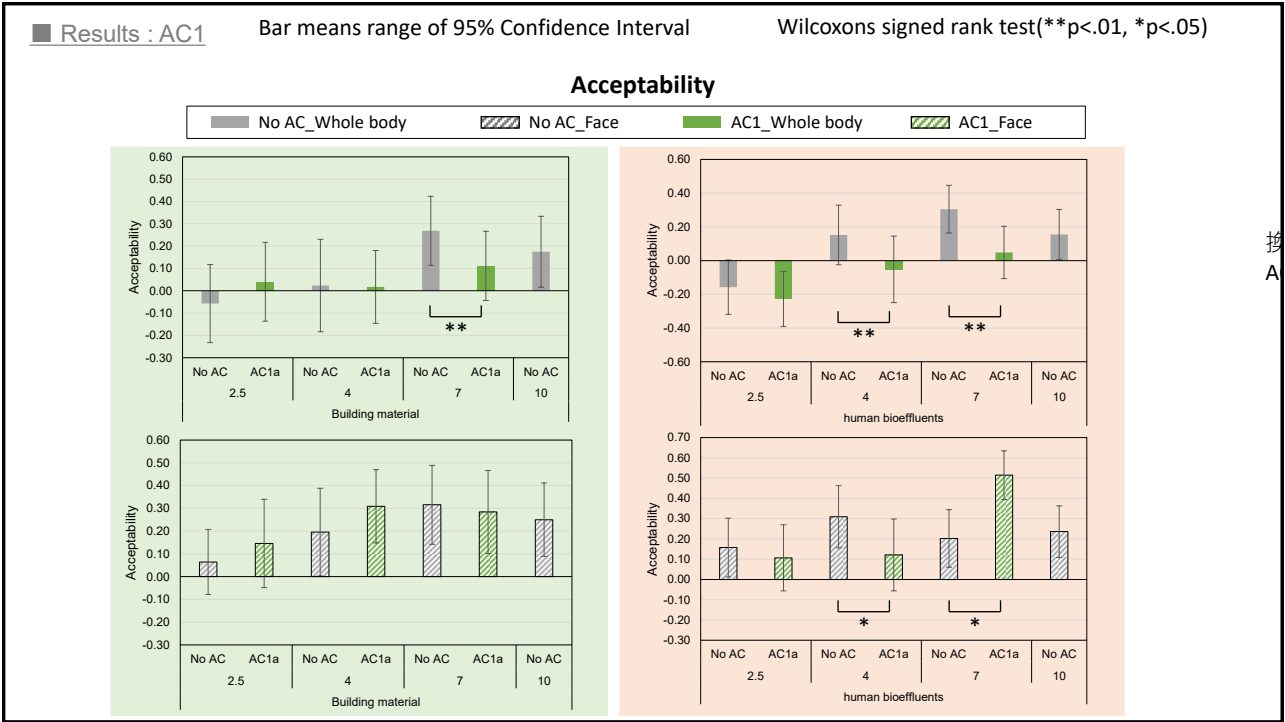 ■ Results : AC1
Bar means range of 95% Confidence Interval
Wilcoxons signed rank test(**p<.01, *p<.05)
Acceptability
No AC_Whole body
No AC_Face
AC1_Whole body
AC1_Face
Acceptability
0.60
0.50
0.40
0.30
0.20
0.10
0.00
-0.10
-0.20
-0.30
**
No AC AC1a No AC AC1a No AC AC1a No AC
2.5 4 7 10
Building material
Acceptability
0.60
0.40
0.20
0.00
-0.20
-0.40
-0.60
** **
No AC AC1a No AC AC1a No AC AC1a No AC
2.5 4 7 10
human bioeffluents
A
Acceptability
0.60
0.50
0.40
0.30
0.20
0.10
0.00
-0.10
-0.20
-0.30
No AC AC1a No AC AC1a No AC AC1a No AC
2.5 4 7 10
Building material
Acceptability
0.70
0.60
0.50
0.40
0.30
0.20
0.10
0.00
-0.10
-0.20
-0.30
* *
No AC AC1a No AC AC1a No AC AC1a No AC
2.5 4 7 10
human bioeffluents